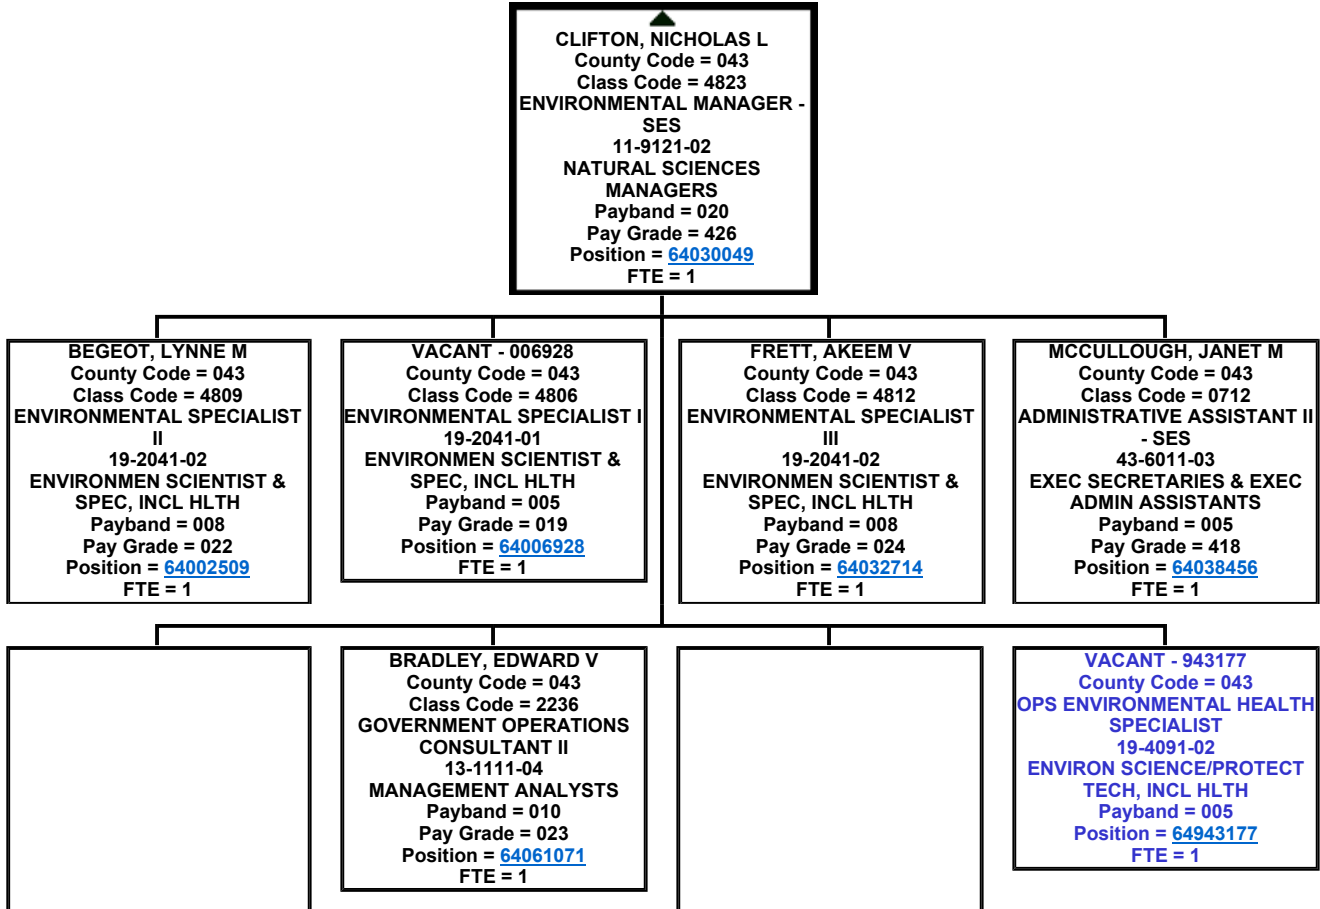 CLIFTON, NICHOLAS L
County Code = 043
Class Code = 4823
ENVIRONMENTAL MANAGER -
SES
11-9121-02
NATURAL SCIENCES
MANAGERS
Payband = 020
Pay Grade = 426
Position = 64030049
FTE = 1
BEGEOT, LYNNE M
County Code = 043
Class Code = 4809
ENVIRONMENTAL SPECIALIST
II
19-2041-02
ENVIRONMEN SCIENTIST &
SPEC, INCL HLTH
Payband = 008
Pay Grade = 022
Position = 64002509
FTE = 1
VACANT - 006928
County Code = 043
Class Code = 4806
ENVIRONMENTAL SPECIALIST I
19-2041-01
ENVIRONMEN SCIENTIST &
SPEC, INCL HLTH
Payband = 005
Pay Grade = 019
Position = 64006928
FTE = 1
FRETT, AKEEM V
County Code = 043
Class Code = 4812
ENVIRONMENTAL SPECIALIST
III
19-2041-02
ENVIRONMEN SCIENTIST &
SPEC, INCL HLTH
Payband = 008
Pay Grade = 024
Position = 64032714
FTE = 1
MCCULLOUGH, JANET M
County Code = 043
Class Code = 0712
ADMINISTRATIVE ASSISTANT II
- SES
43-6011-03
EXEC SECRETARIES & EXEC
ADMIN ASSISTANTS
Payband = 005
Pay Grade = 418
Position = 64038456
FTE = 1
BRADLEY, EDWARD V
County Code = 043
Class Code = 2236
GOVERNMENT OPERATIONS
CONSULTANT II
13-1111-04
MANAGEMENT ANALYSTS
Payband = 010
Pay Grade = 023
Position = 64061071
FTE = 1
VACANT - 943177
County Code = 043
OPS ENVIRONMENTAL HEALTH
SPECIALIST
19-4091-02
ENVIRON SCIENCE/PROTECT
TECH, INCL HLTH
Payband = 005
Position = 64943177
FTE = 1